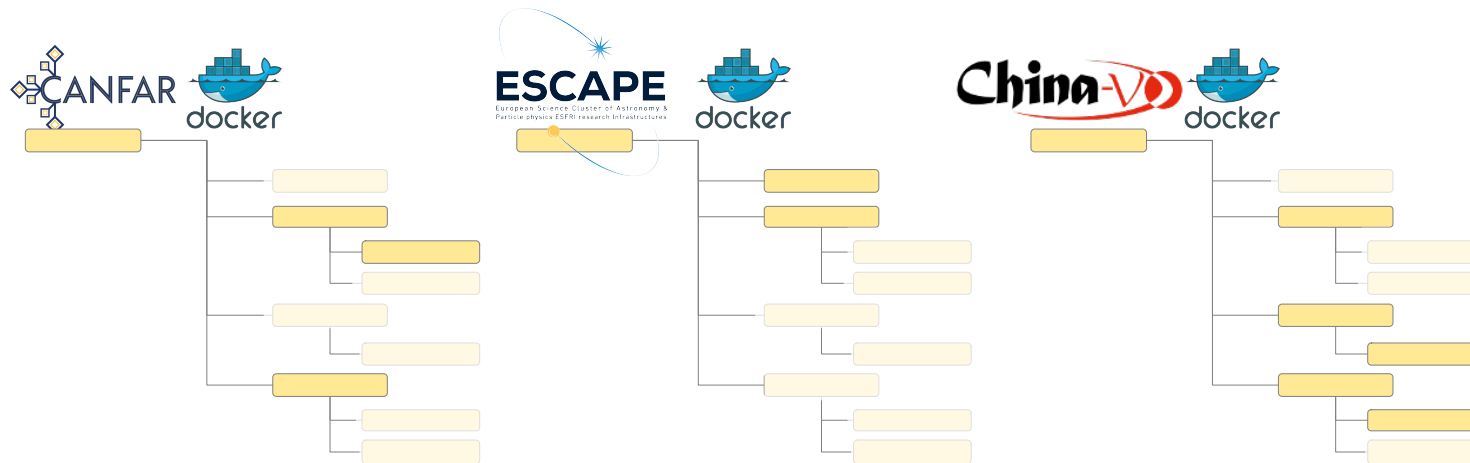 CANFAR
docker
ESCAPE
European Science Cluster of Astronomy &
Particle physics ESFRI research Infrastructures
docker
China-VO
docker